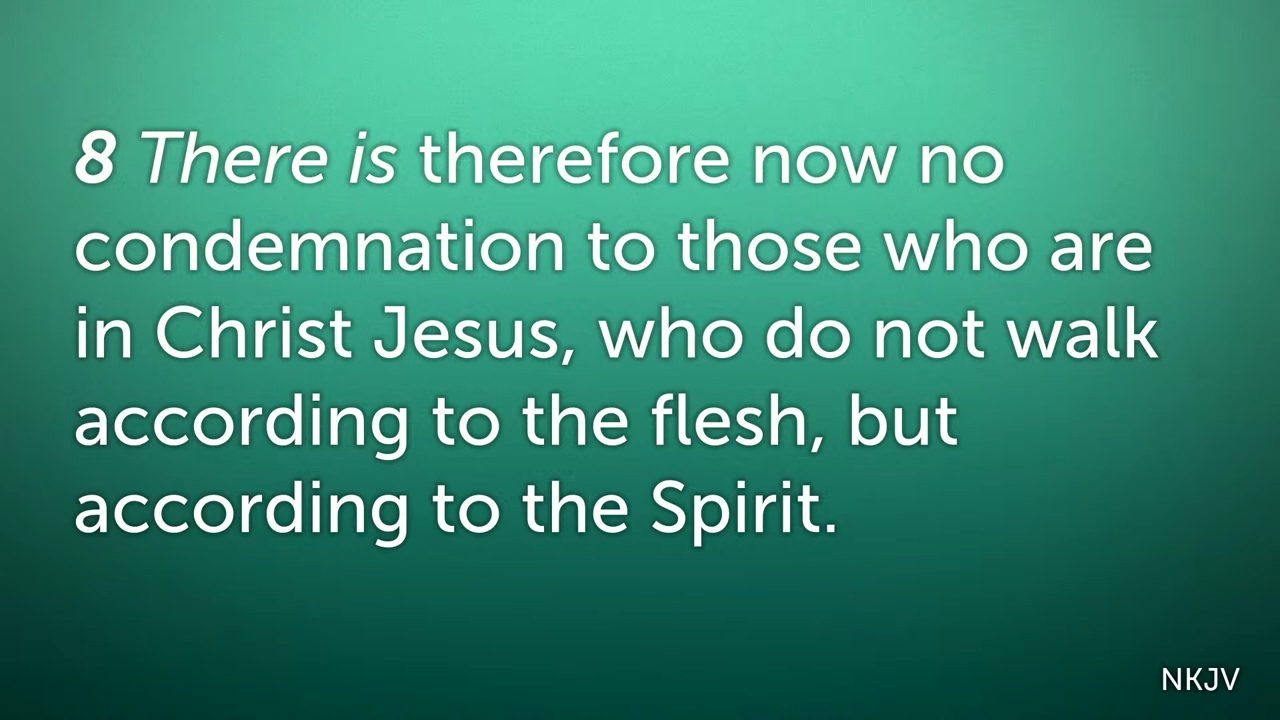 8 There is therefore now no
condemnation to those who are
in Christ Jesus, who do not walk
according to the flesh, but
according to the Spirit.
NKJV